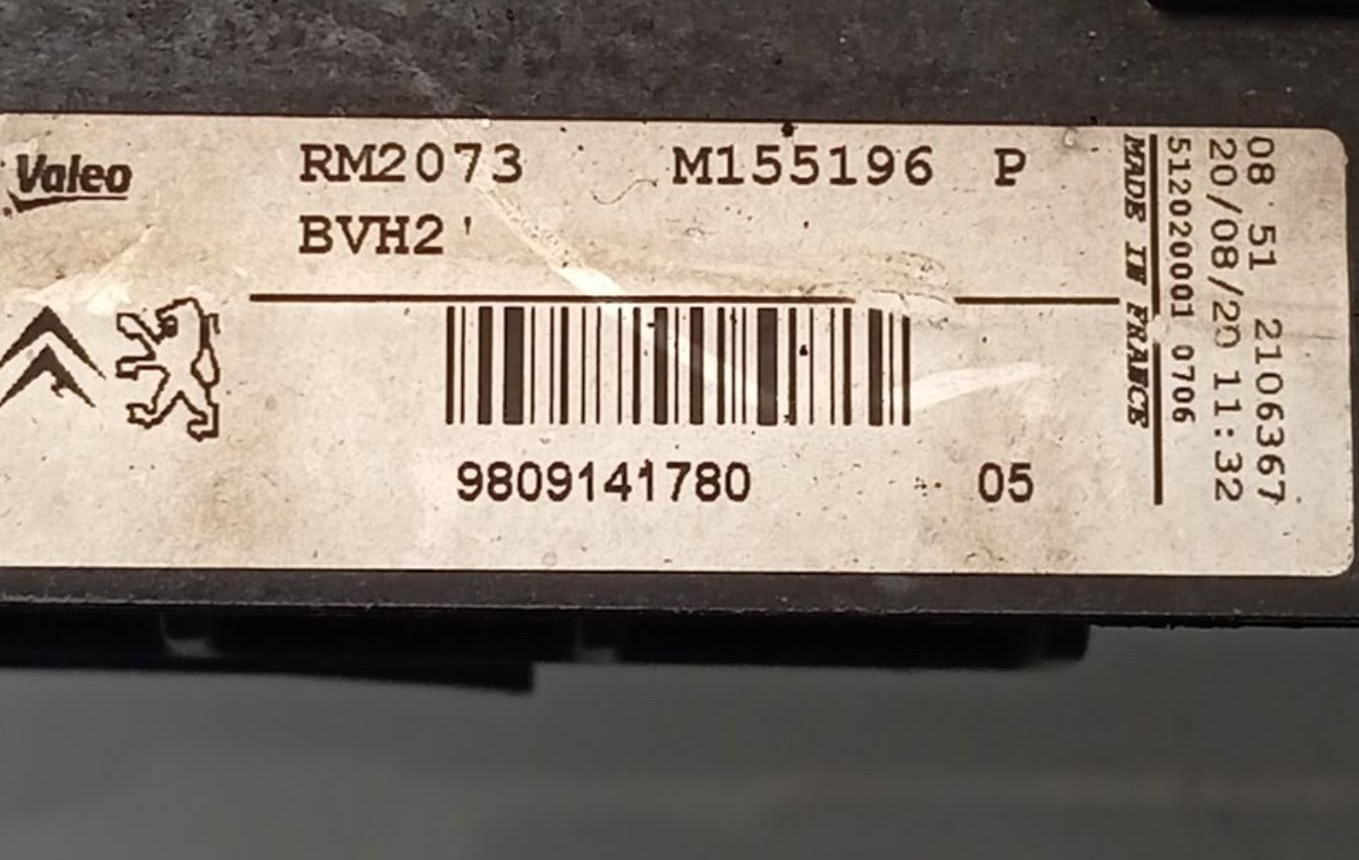 Valeo
RM2073 M155196 P
BVH2'
9809141780 05
MADE IN FRANCE
512020001 0706
20/08/20 11:32
08 51 2106367